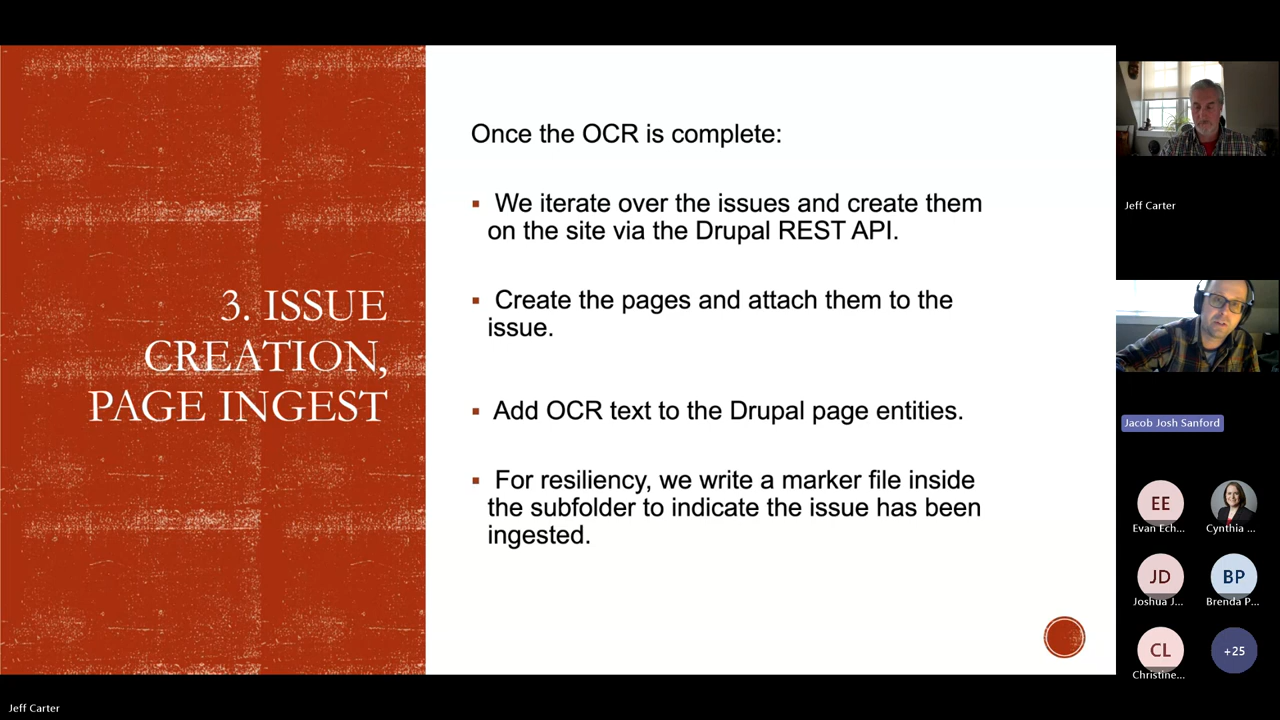 3. ISSUE
CREATION,
PAGE INGEST
Once the OCR is complete:
▪ We iterate over the issues and create them
on the site via the Drupal REST API.
▪ Create the pages and attach them to the
issue.
▪ Add OCR text to the Drupal page entities.
▪ For resiliency, we write a marker file inside
the subfolder to indicate the issue has been
ingested.
Jeff Carter
Jacob Josh Sanford
EE
Evan Ech...
Cynthia ...
JD
Joshua J...
BP
Brenda P...
CL
Christine...
+25
Jeff Carter